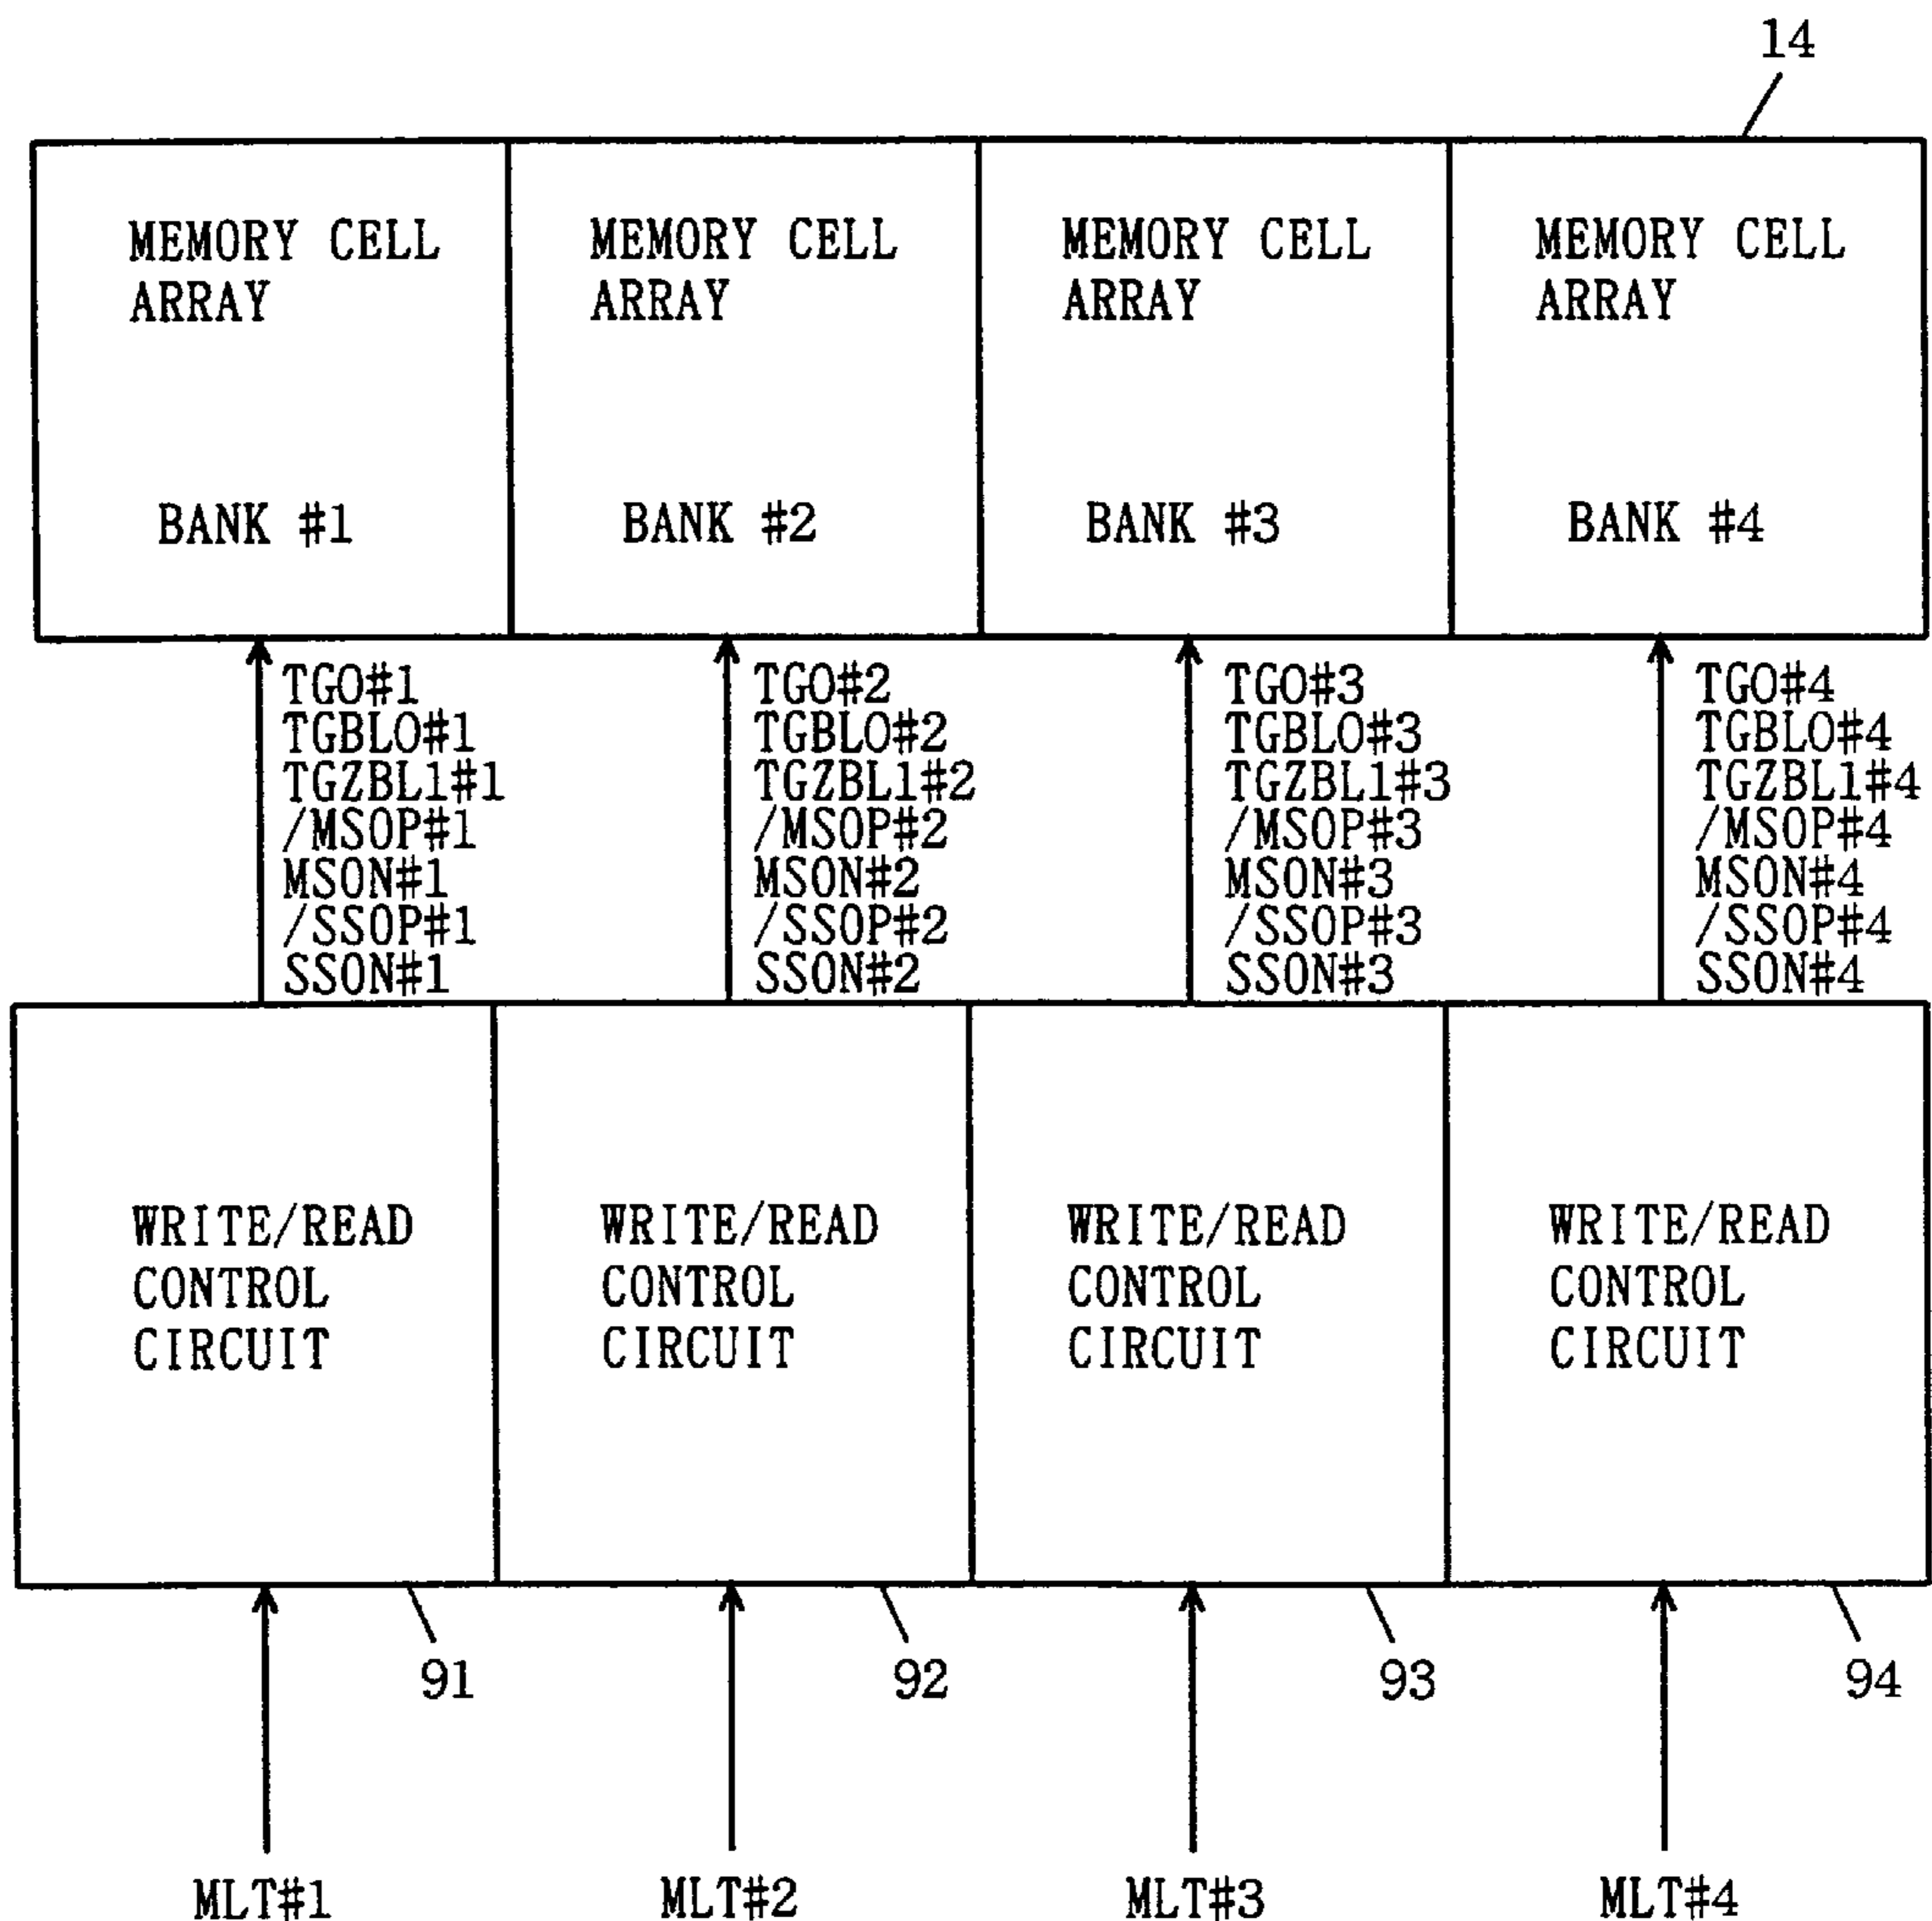 14
MEMORY CELL
ARRAY
BANK #1
MEMORY CELL
ARRAY
BANK #2
MEMORY CELL
ARRAY
BANK #3
MEMORY CELL
ARRAY
BANK #4
TGO#1
TGBLO#1
TGZBL1#1
/MSOP#1
MSON#1
/SSOP#1
SSON#1
TGO#2
TGBLO#2
TGZBL1#2
/MSOP#2
MSON#2
/SSOP#2
SSON#2
TGO#3
TGBLO#3
TGZBL1#3
/MSOP#3
MSON#3
/SSOP#3
SSON#3
TGO#4
TGBLO#4
TGZBL1#4
/MSOP#4
MSON#4
/SSOP#4
SSON#4
WRITE/READ
CONTROL
CIRCUIT
WRITE/READ
CONTROL
CIRCUIT
WRITE/READ
CONTROL
CIRCUIT
WRITE/READ
CONTROL
CIRCUIT
91
92
93
94
MLT#1
MLT#2
MLT#3
MLT#4